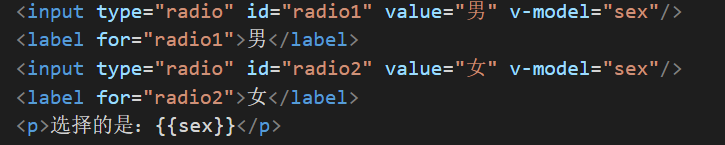 <input type="radio" id="radio1" value="男" v-model="sex"/>
<label for="radio1">男</label>
<input type="radio" id="radio2" value="女" v-model="sex"/>
<label for="radio2">女</label>
<p>选择的是：{{sex}}</p>